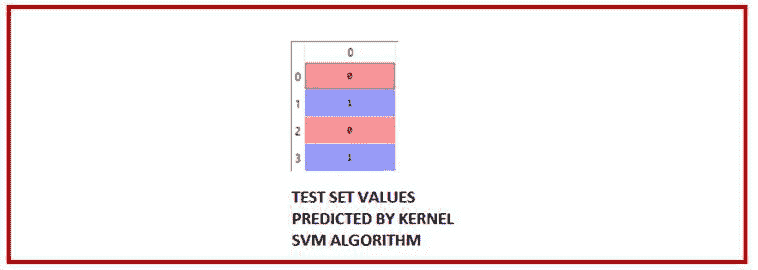 0
0 0
1 1
2 0
3 1
TEST SET VALUES
PREDICTED BY KERNEL
SVM ALGORITHM